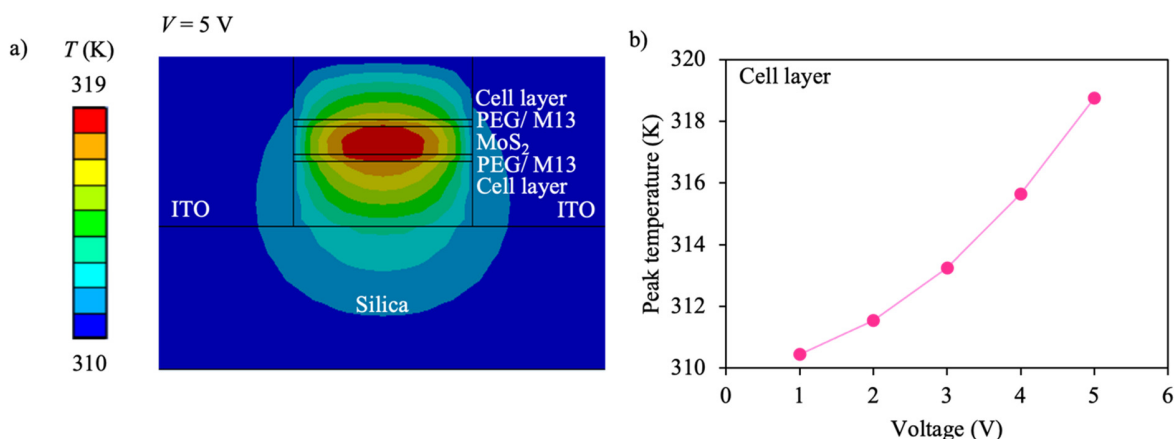 V = 5 V
a)
T (K)
319
310
Cell layer
PEG/ M13
MoS₂
PEG/ M13
Cell layer
ITO
ITO
Silica
b)
Cell layer
Peak temperature (K)
320
318
316
314
312
310
0 1 2 3 4 5 6
Voltage (V)